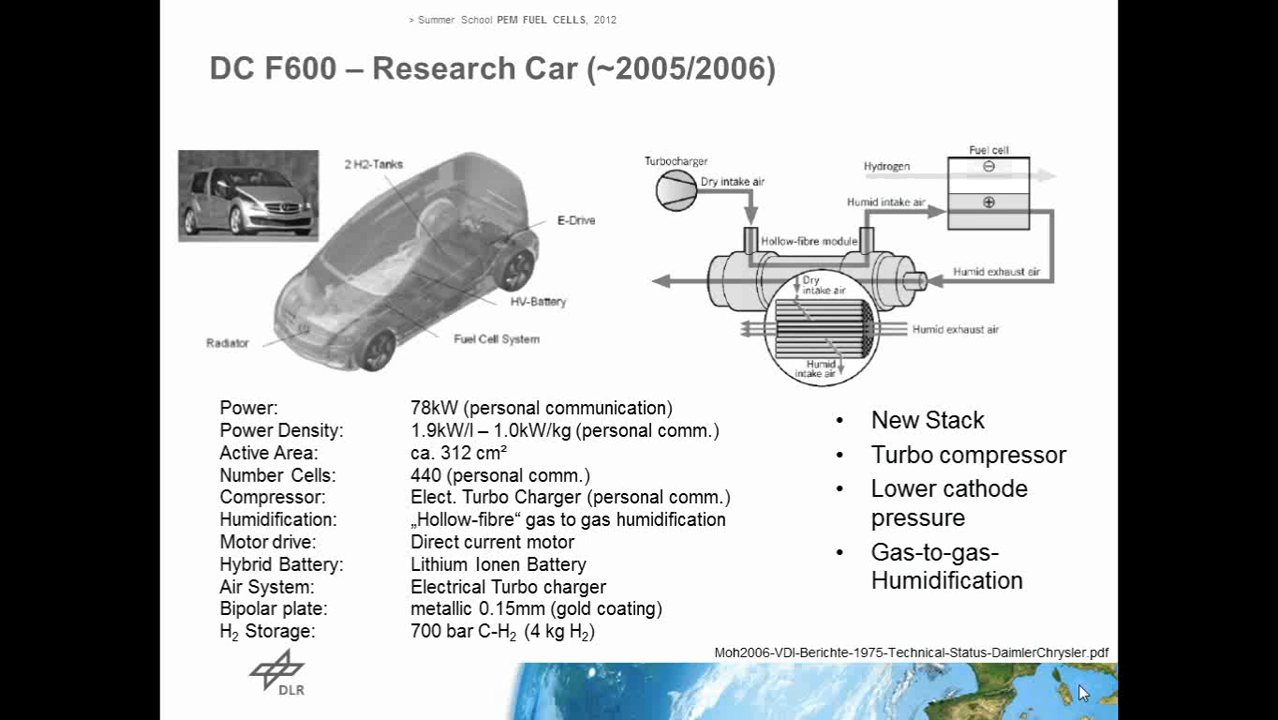 > Summer School PEM FUEL CELLS, 2012
DC F600 – Research Car (~2005/2006)
2 H2-Tanks
E-Drive
HV-Battery
Fuel Cell System
Radiator
Turbocharger
Dry intake air
Fuel cell
Hydrogen
Humid intake air
Hollow-fibre module
Humid exhaust air
Dry
intake air
Humid exhaust air
Humid
intake air
Power: 78kW (personal communication)
Power Density: 1.9kW/l – 1.0kW/kg (personal comm.)
Active Area: ca. 312 cm²
Number Cells: 440 (personal comm.)
Compressor: Elect. Turbo Charger (personal comm.)
Humidification: „Hollow-fibre“ gas to gas humidification
Motor drive: Direct current motor
Hybrid Battery: Lithium Ionen Battery
Air System: Electrical Turbo charger
Bipolar plate: metallic 0.15mm (gold coating)
H₂ Storage: 700 bar C-H₂ (4 kg H₂)
• New Stack
• Turbo compressor
• Lower cathode
pressure
• Gas-to-gas-
Humidification
Moh2006-VDI-Berichte-1975-Technical-Status-DaimlerChrysler.pdf
DLR